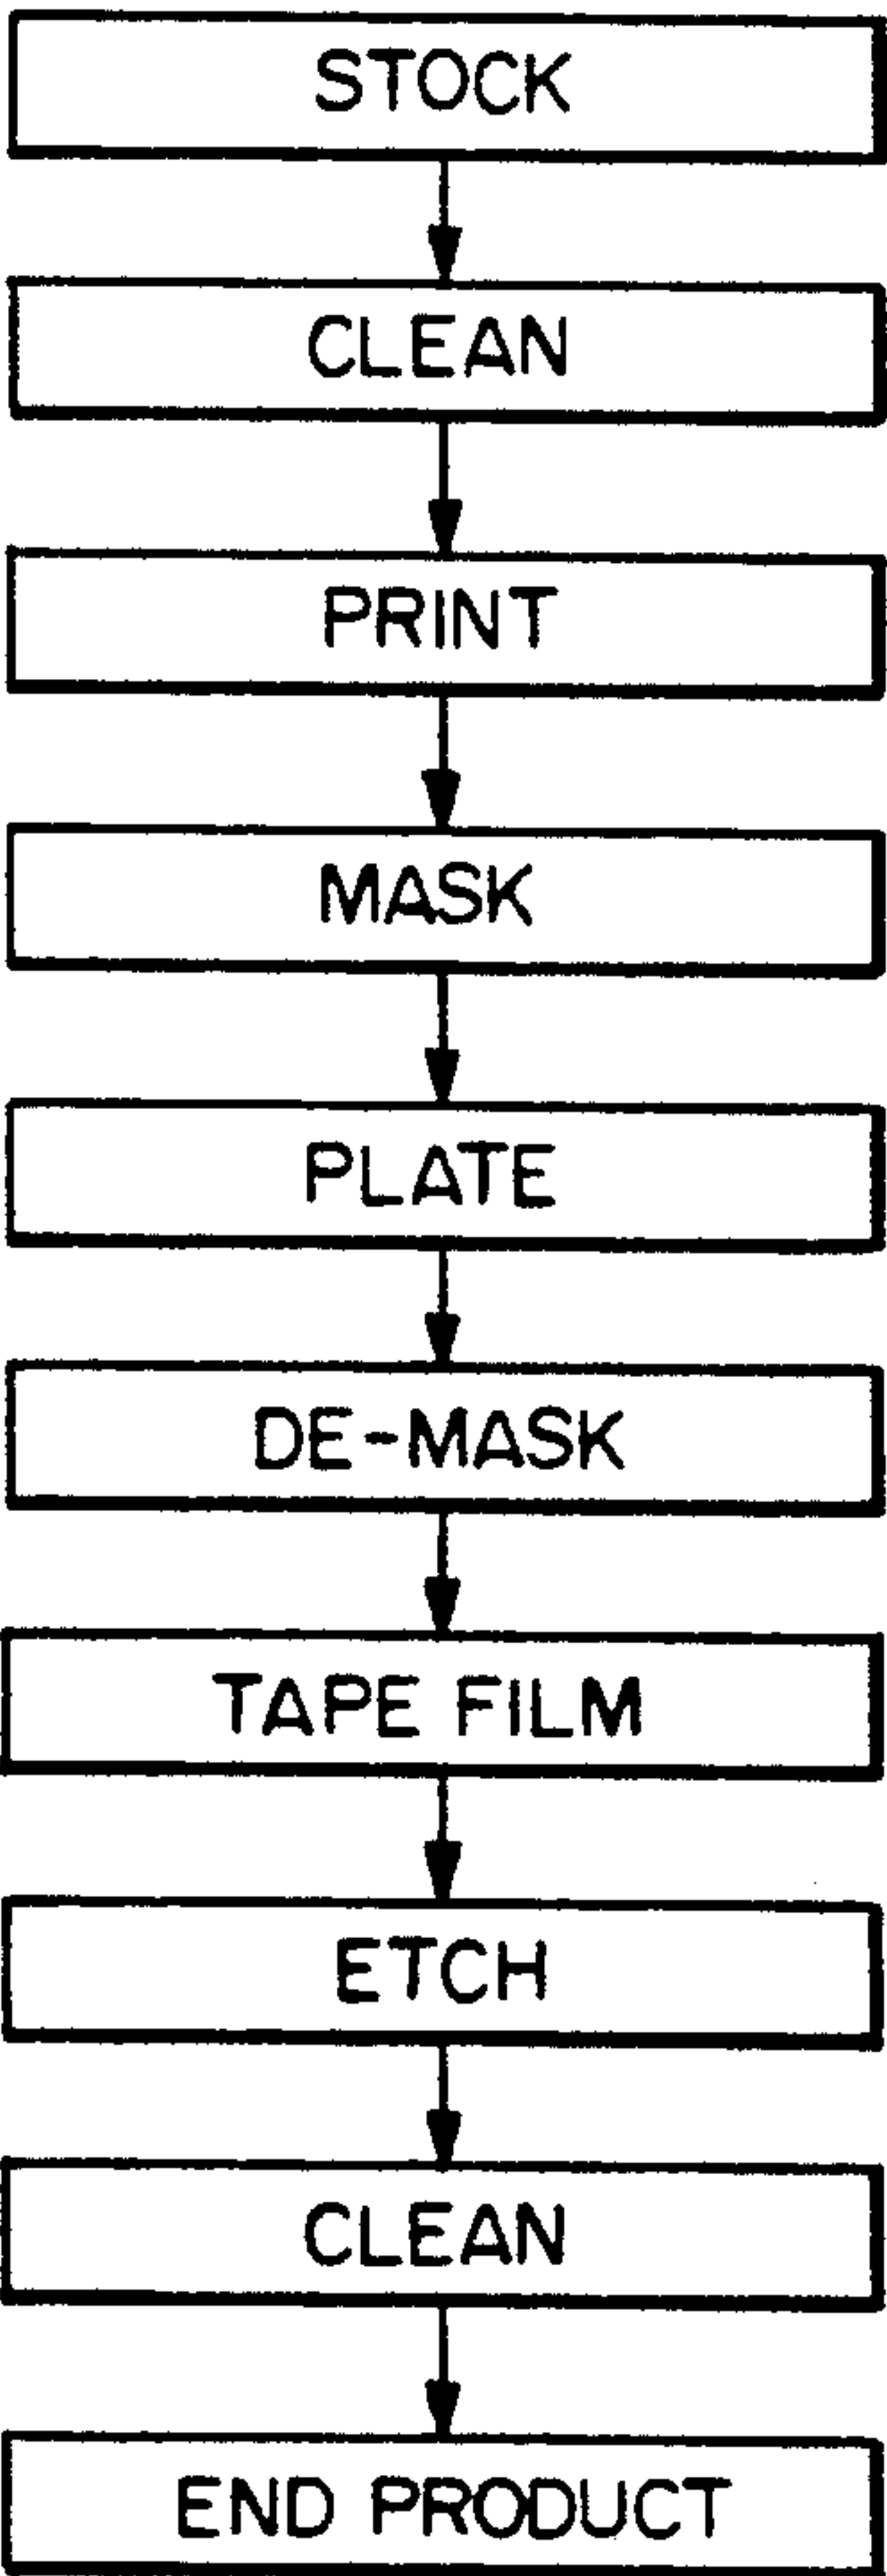 STOCK
CLEAN
PRINT
MASK
PLATE
DE-MASK
TAPE FILM
ETCH
CLEAN
END PRODUCT